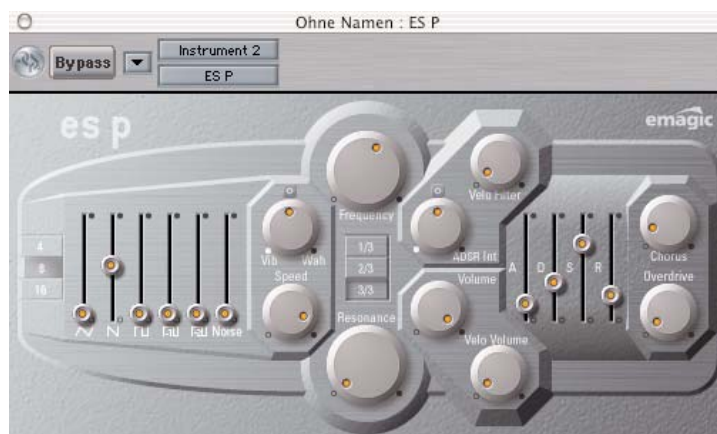 Ohne Namen : ES P
Bypass
Instrument 2
ES P
es p
emagic
4
8
16
Noise
Vib
Wah
Speed
Frequency
1/3
2/3
3/3
Resonance
Velo Filter
ADSR Int
Volume
Velo Volume
A
D
S
R
Chorus
Overdrive